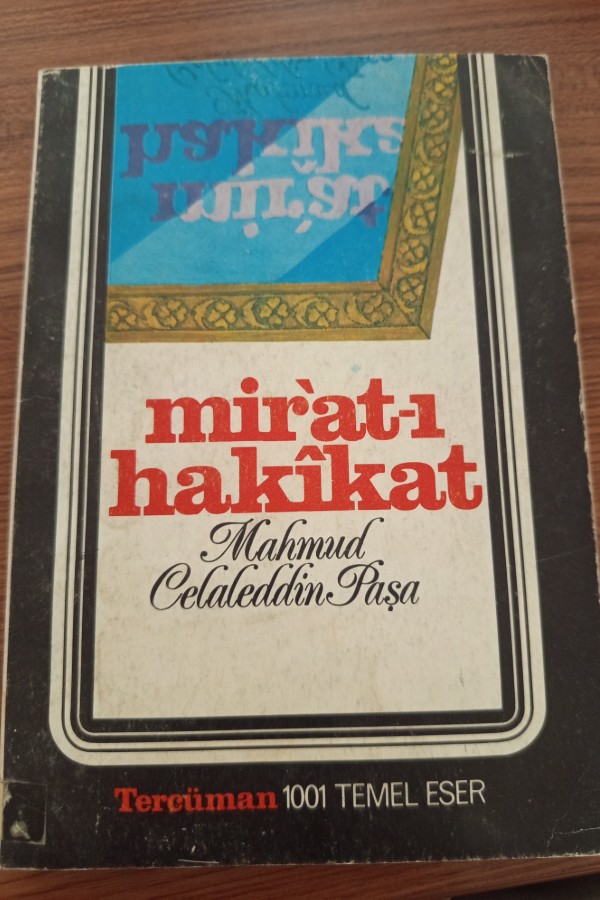 mir'at-ı
hakîkat
Mahmud
Celaleddin Paşa
Tercüman 1001 TEMEL ESER